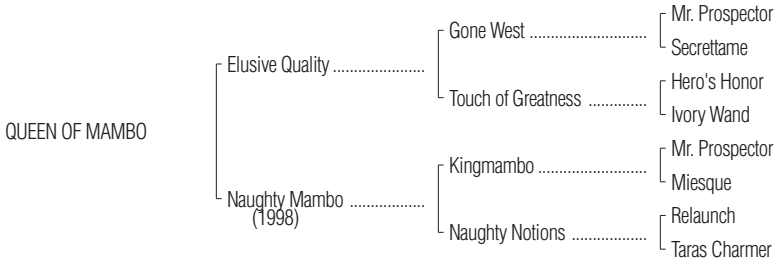 Mr. Prospector
Gone West ............................
Secrettame
Elusive Quality ......................
Hero's Honor
Touch of Greatness ..............
Ivory Wand
QUEEN OF MAMBO
Mr. Prospector
Kingmambo ...........................
Miesque
Naughty Mambo ..................
(1998)
Relaunch
Naughty Notions ..................
Taras Charmer